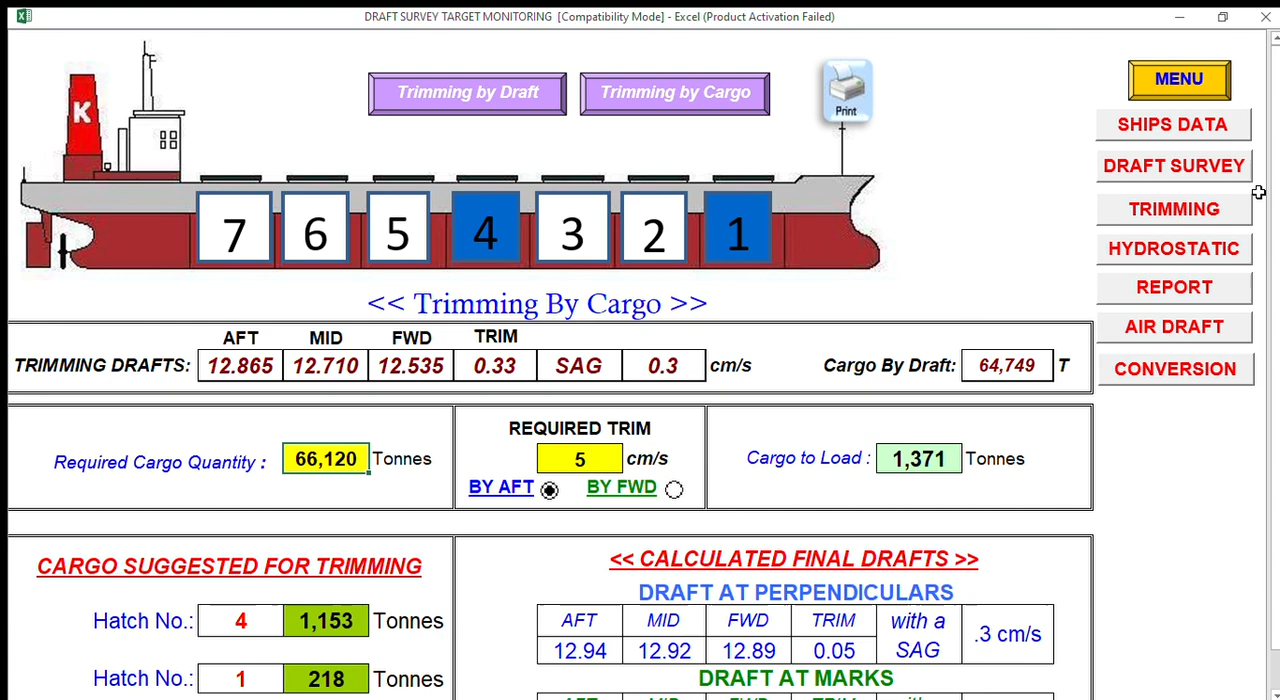 DRAFT SURVEY TARGET MONITORING [Compatibility Mode] - Excel (Product Activation Failed)
Trimming by Draft
Trimming by Cargo
Print
MENU
SHIPS DATA
DRAFT SURVEY
TRIMMING
HYDROSTATIC
REPORT
AIR DRAFT
CONVERSION
K
7 6 5 4 3 2 1
<< Trimming By Cargo >>
AFT MID FWD TRIM
TRIMMING DRAFTS: 12.865 12.710 12.535 0.33 SAG 0.3 cm/s Cargo By Draft: 64,749 T
Required Cargo Quantity : 66,120 Tonnes
REQUIRED TRIM
5 cm/s
BY AFT BY FWD
Cargo to Load : 1,371 Tonnes
CARGO SUGGESTED FOR TRIMMING
Hatch No.: 4 1,153 Tonnes
Hatch No.: 1 218 Tonnes
<< CALCULATED FINAL DRAFTS >>
DRAFT AT PERPENDICULARS
AFT MID FWD TRIM with a SAG .3 cm/s
12.94 12.92 12.89 0.05
DRAFT AT MARKS
AFT MID FWD TRIM with